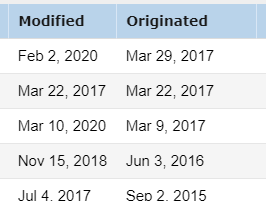 Modified Originated
Feb 2, 2020 Mar 29, 2017
Mar 22, 2017 Mar 22, 2017
Mar 10, 2020 Mar 9, 2017
Nov 15, 2018 Jun 3, 2016
Jul 4, 2017 Sep 2, 2015